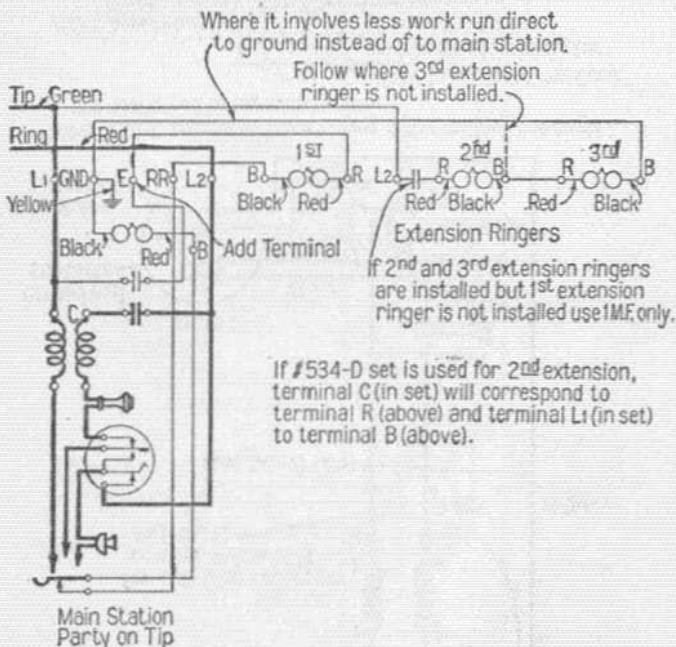 Where it involves less work run direct
to ground instead of to main station.
Follow where 3rd extension
ringer is not installed.
Tip Green
Ring Red
1st
2nd
3rd
L1 GND E RR L2 B R L2 R B R B
Yellow
Black Red Red Black Red Black
Black Red B Add Terminal
Extension Ringers
If 2nd and 3rd extension ringers
are installed but 1st extension
ringer is not installed use 1 M.F. only.
C
If #534-D set is used for 2nd extension,
terminal C (in set) will correspond to
terminal R (above) and terminal L1 (in set)
to terminal B (above).
Main Station
Party on Tip